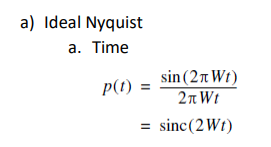 a) Ideal Nyquist
a. Time
p(t) = sin(2πWt) / 2πWt
= sinc(2Wt)